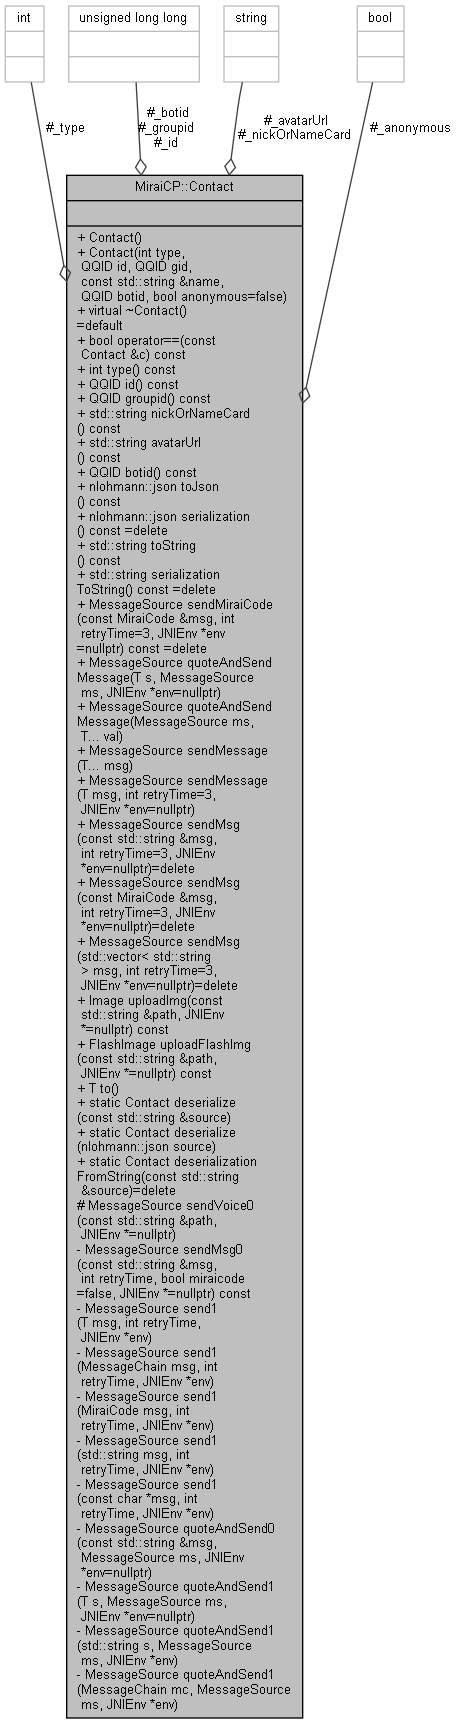 int
unsigned long long
string
bool
#_type
#_botid
#_groupid
#_id
#_avatarUrl
#_nickOrNameCard
#_anonymous
MiraiCP::Contact
+ Contact()
+ Contact(int type,
QQID id, QQID gid,
const std::string &name,
QQID botid, bool anonymous=false)
+ virtual ~Contact()
=default
+ bool operator==(const
Contact &c) const
+ int type() const
+ QQID id() const
+ QQID groupid() const
+ std::string nickOrNameCard
() const
+ std::string avatarUrl
() const
+ QQID botid() const
+ nlohmann::json toJson
() const
+ nlohmann::json serialization
() const =delete
+ std::string toString
() const
+ std::string serialization
ToString() const =delete
+ MessageSource sendMiraiCode
(const MiraiCode &msg, int
retryTime=3, JNIEnv *env
=nullptr) const =delete
+ MessageSource quoteAndSend
Message(T s, MessageSource
ms, JNIEnv *env=nullptr)
+ MessageSource quoteAndSend
Message(MessageSource ms,
T... val)
+ MessageSource sendMessage
(T... msg)
+ MessageSource sendMessage
(T msg, int retryTime=3,
JNIEnv *env=nullptr)
+ MessageSource sendMsg
(const std::string &msg,
int retryTime=3, JNIEnv
*env=nullptr)=delete
+ MessageSource sendMsg
(const MiraiCode &msg,
int retryTime=3, JNIEnv
*env=nullptr)=delete
+ MessageSource sendMsg
(std::vector< std::string
> msg, int retryTime=3,
JNIEnv *env=nullptr)=delete
+ Image uploadImg(const
std::string &path, JNIEnv
*=nullptr) const
+ FlashImage uploadFlashImg
(const std::string &path,
JNIEnv *=nullptr) const
+ T to()
+ static Contact deserialize
(const std::string &source)
+ static Contact deserialize
(nlohmann::json source)
+ static Contact deserialization
FromString(const std::string
&source)=delete
# MessageSource sendVoice0
(const std::string &path,
JNIEnv *=nullptr)
- MessageSource sendMsg0
(const std::string &msg,
int retryTime, bool miraicode
=false, JNIEnv *=nullptr) const
- MessageSource send1
(T msg, int retryTime,
JNIEnv *env)
- MessageSource send1
(MessageChain msg, int
retryTime, JNIEnv *env)
- MessageSource send1
(MiraiCode msg, int
retryTime, JNIEnv *env)
- MessageSource send1
(std::string msg, int
retryTime, JNIEnv *env)
- MessageSource send1
(const char *msg, int
retryTime, JNIEnv *env)
- MessageSource quoteAndSend0
(const std::string &msg,
MessageSource ms, JNIEnv
*env=nullptr)
- MessageSource quoteAndSend1
(T s, MessageSource ms,
JNIEnv *env=nullptr)
- MessageSource quoteAndSend1
(std::string s, MessageSource
ms, JNIEnv *env)
- MessageSource quoteAndSend1
(MessageChain mc, MessageSource
ms, JNIEnv *env)